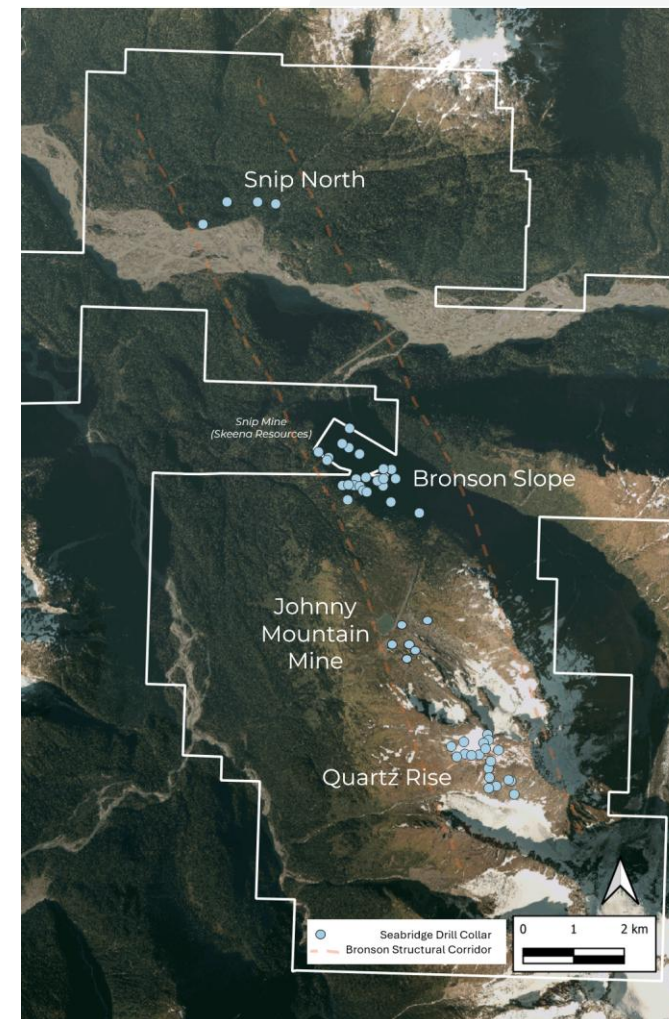 Snip North
Snip Mine
(Skeena Resources)
Bronson Slope
Johnny
Mountain
Mine
Quartz Rise
Seabridge Drill Collar
Bronson Structural Corridor
0 1 2 km